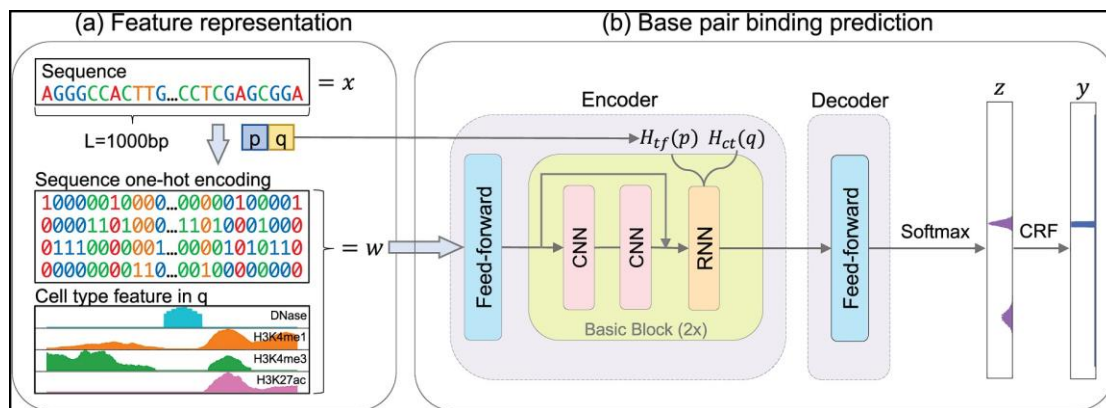 (a) Feature representation
Sequence
AGGGCCACTTG...CCTCGAGCGGA
= x
L=1000bp
p q
Sequence one-hot encoding
10000010000...00000100001
00001101000...11010001000
01110000001...00001010110
00000000110...00100000000
= w
Cell type feature in q
DNase
H3K4me1
H3K4me3
H3K27ac
(b) Base pair binding prediction
Encoder
H_tf(p) H_ct(q)
Feed-forward
CNN
CNN
RNN
Basic Block (2x)
Decoder
Feed-forward
Softmax
z
CRF
y